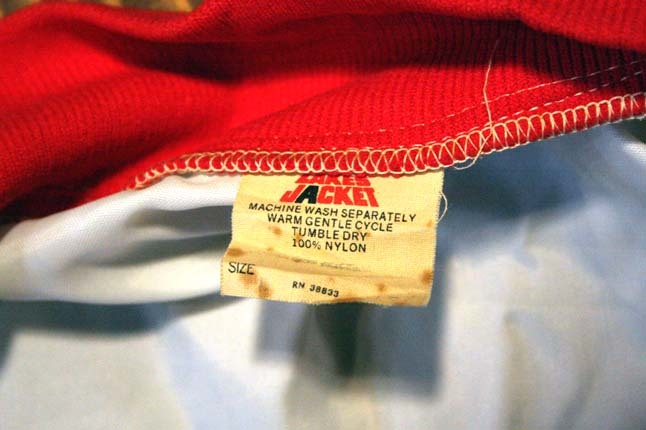 JACKET
MACHINE WASH SEPARATELY
WARM GENTLE CYCLE
TUMBLE DRY
100% NYLON
SIZE
RN 38833